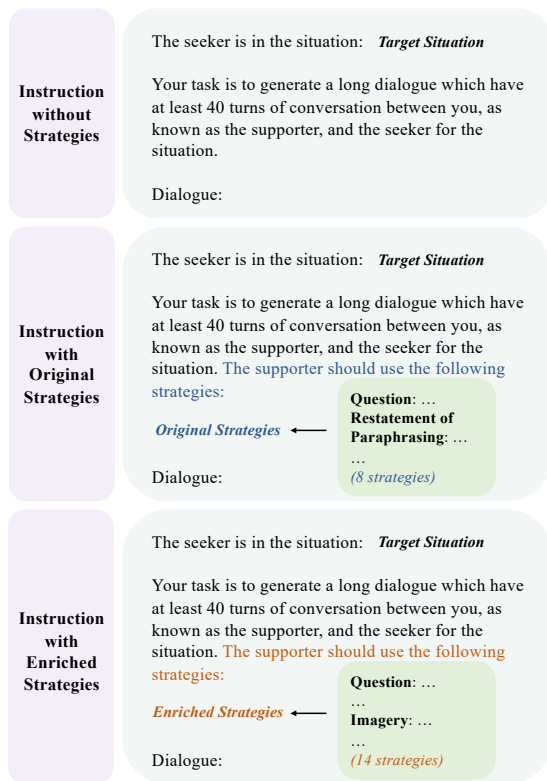 Instruction
without
Strategies
The seeker is in the situation: Target Situation
Your task is to generate a long dialogue which have
at least 40 turns of conversation between you, as
known as the supporter, and the seeker for the
situation.
Dialogue:
Instruction
with
Original
Strategies
The seeker is in the situation: Target Situation
Your task is to generate a long dialogue which have
at least 40 turns of conversation between you, as
known as the supporter, and the seeker for the
situation. The supporter should use the following
strategies:
Original Strategies
Question: …
Restatement of
Paraphrasing: …
…
(8 strategies)
Dialogue:
Instruction
with
Enriched
Strategies
The seeker is in the situation: Target Situation
Your task is to generate a long dialogue which have
at least 40 turns of conversation between you, as
known as the supporter, and the seeker for the
situation. The supporter should use the following
strategies:
Enriched Strategies
Question: …
…
Imagery: …
…
(14 strategies)
Dialogue: